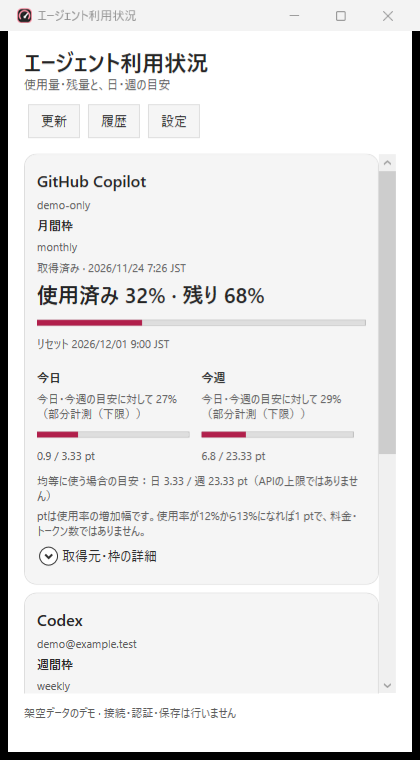 エージェント利用状況
エージェント利用状況
使用量・残量と、日・週の目安
更新 履歴 設定
GitHub Copilot
demo-only
月間枠
monthly
取得済み · 2026/11/24 7:26 JST
使用済み 32% · 残り 68%
リセット 2026/12/01 9:00 JST
今日
今日・今週の目安に対して 27%
（部分計測（下限））
0.9 / 3.33 pt
今週
今日・今週の目安に対して 29%
（部分計測（下限））
6.8 / 23.33 pt
均等に使う場合の目安：日 3.33 / 週 23.33 pt（APIの上限ではありませ
ん）
ptは使用率の増加幅です。使用率が12%から13%になれば1 ptで、料金・
トークン数ではありません。
取得元・枠の詳細
Codex
demo@example.test
週間枠
weekly
架空データのデモ · 接続・認証・保存は行いません